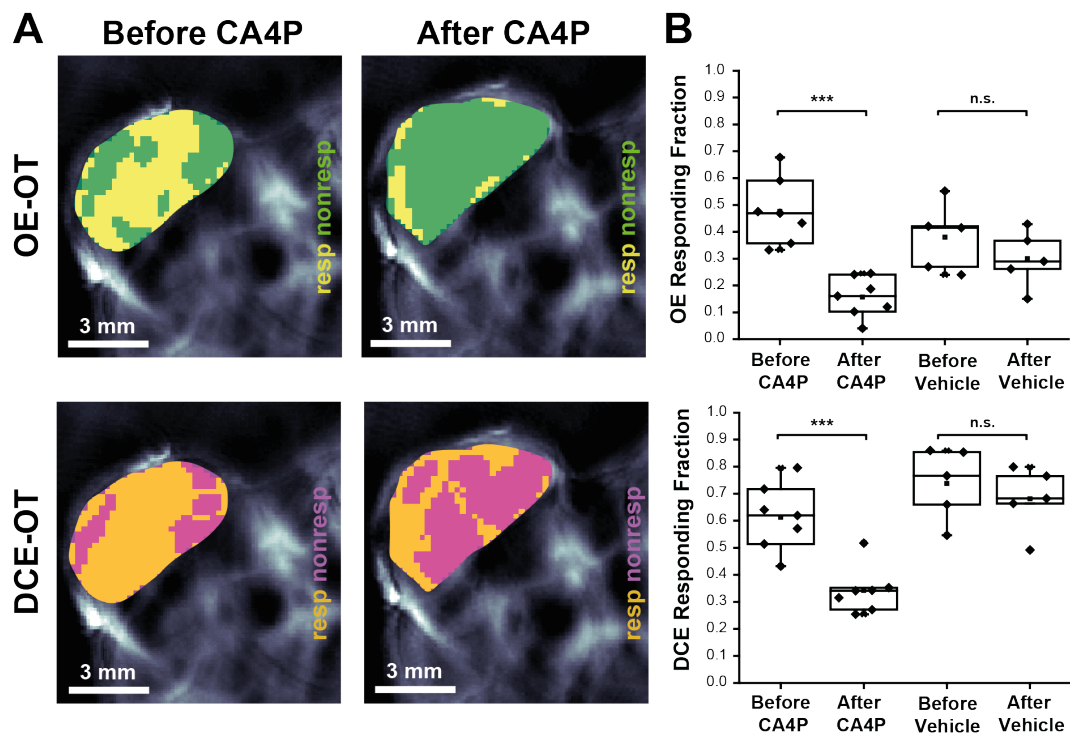 A
Before CA4P
After CA4P
OE-OT
resp nonresp
3 mm
resp nonresp
3 mm
DCE-OT
resp nonresp
3 mm
resp nonresp
3 mm
B
OE Responding Fraction
1.0
0.9
0.8
0.7
0.6
0.5
0.4
0.3
0.2
0.1
0.0
***
n.s.
Before CA4P
After CA4P
Before Vehicle
After Vehicle
DCE Responding Fraction
1.0
0.9
0.8
0.7
0.6
0.5
0.4
0.3
0.2
0.1
0.0
***
n.s.
Before CA4P
After CA4P
Before Vehicle
After Vehicle